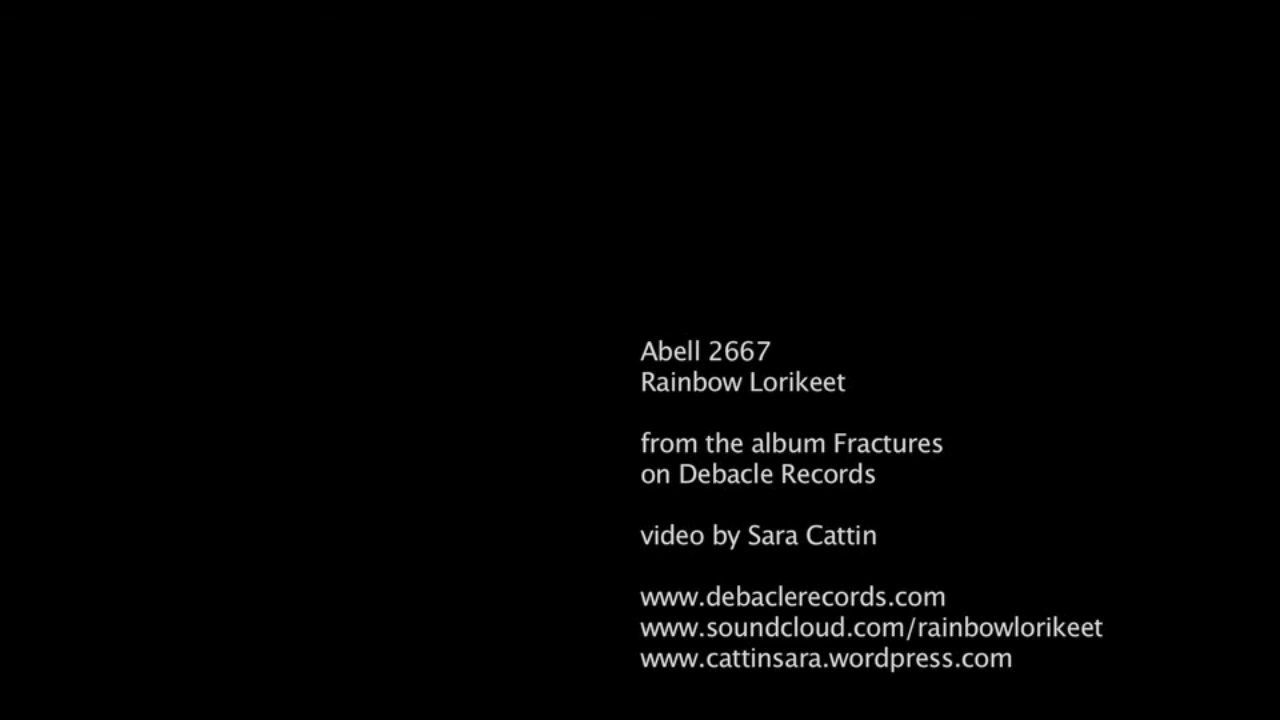 Abell 2667
Rainbow Lorikeet
from the album Fractures
on Debacle Records
video by Sara Cattin
www.debaclerecords.com
www.soundcloud.com/rainbowlorikeet
www.cattinsara.wordpress.com